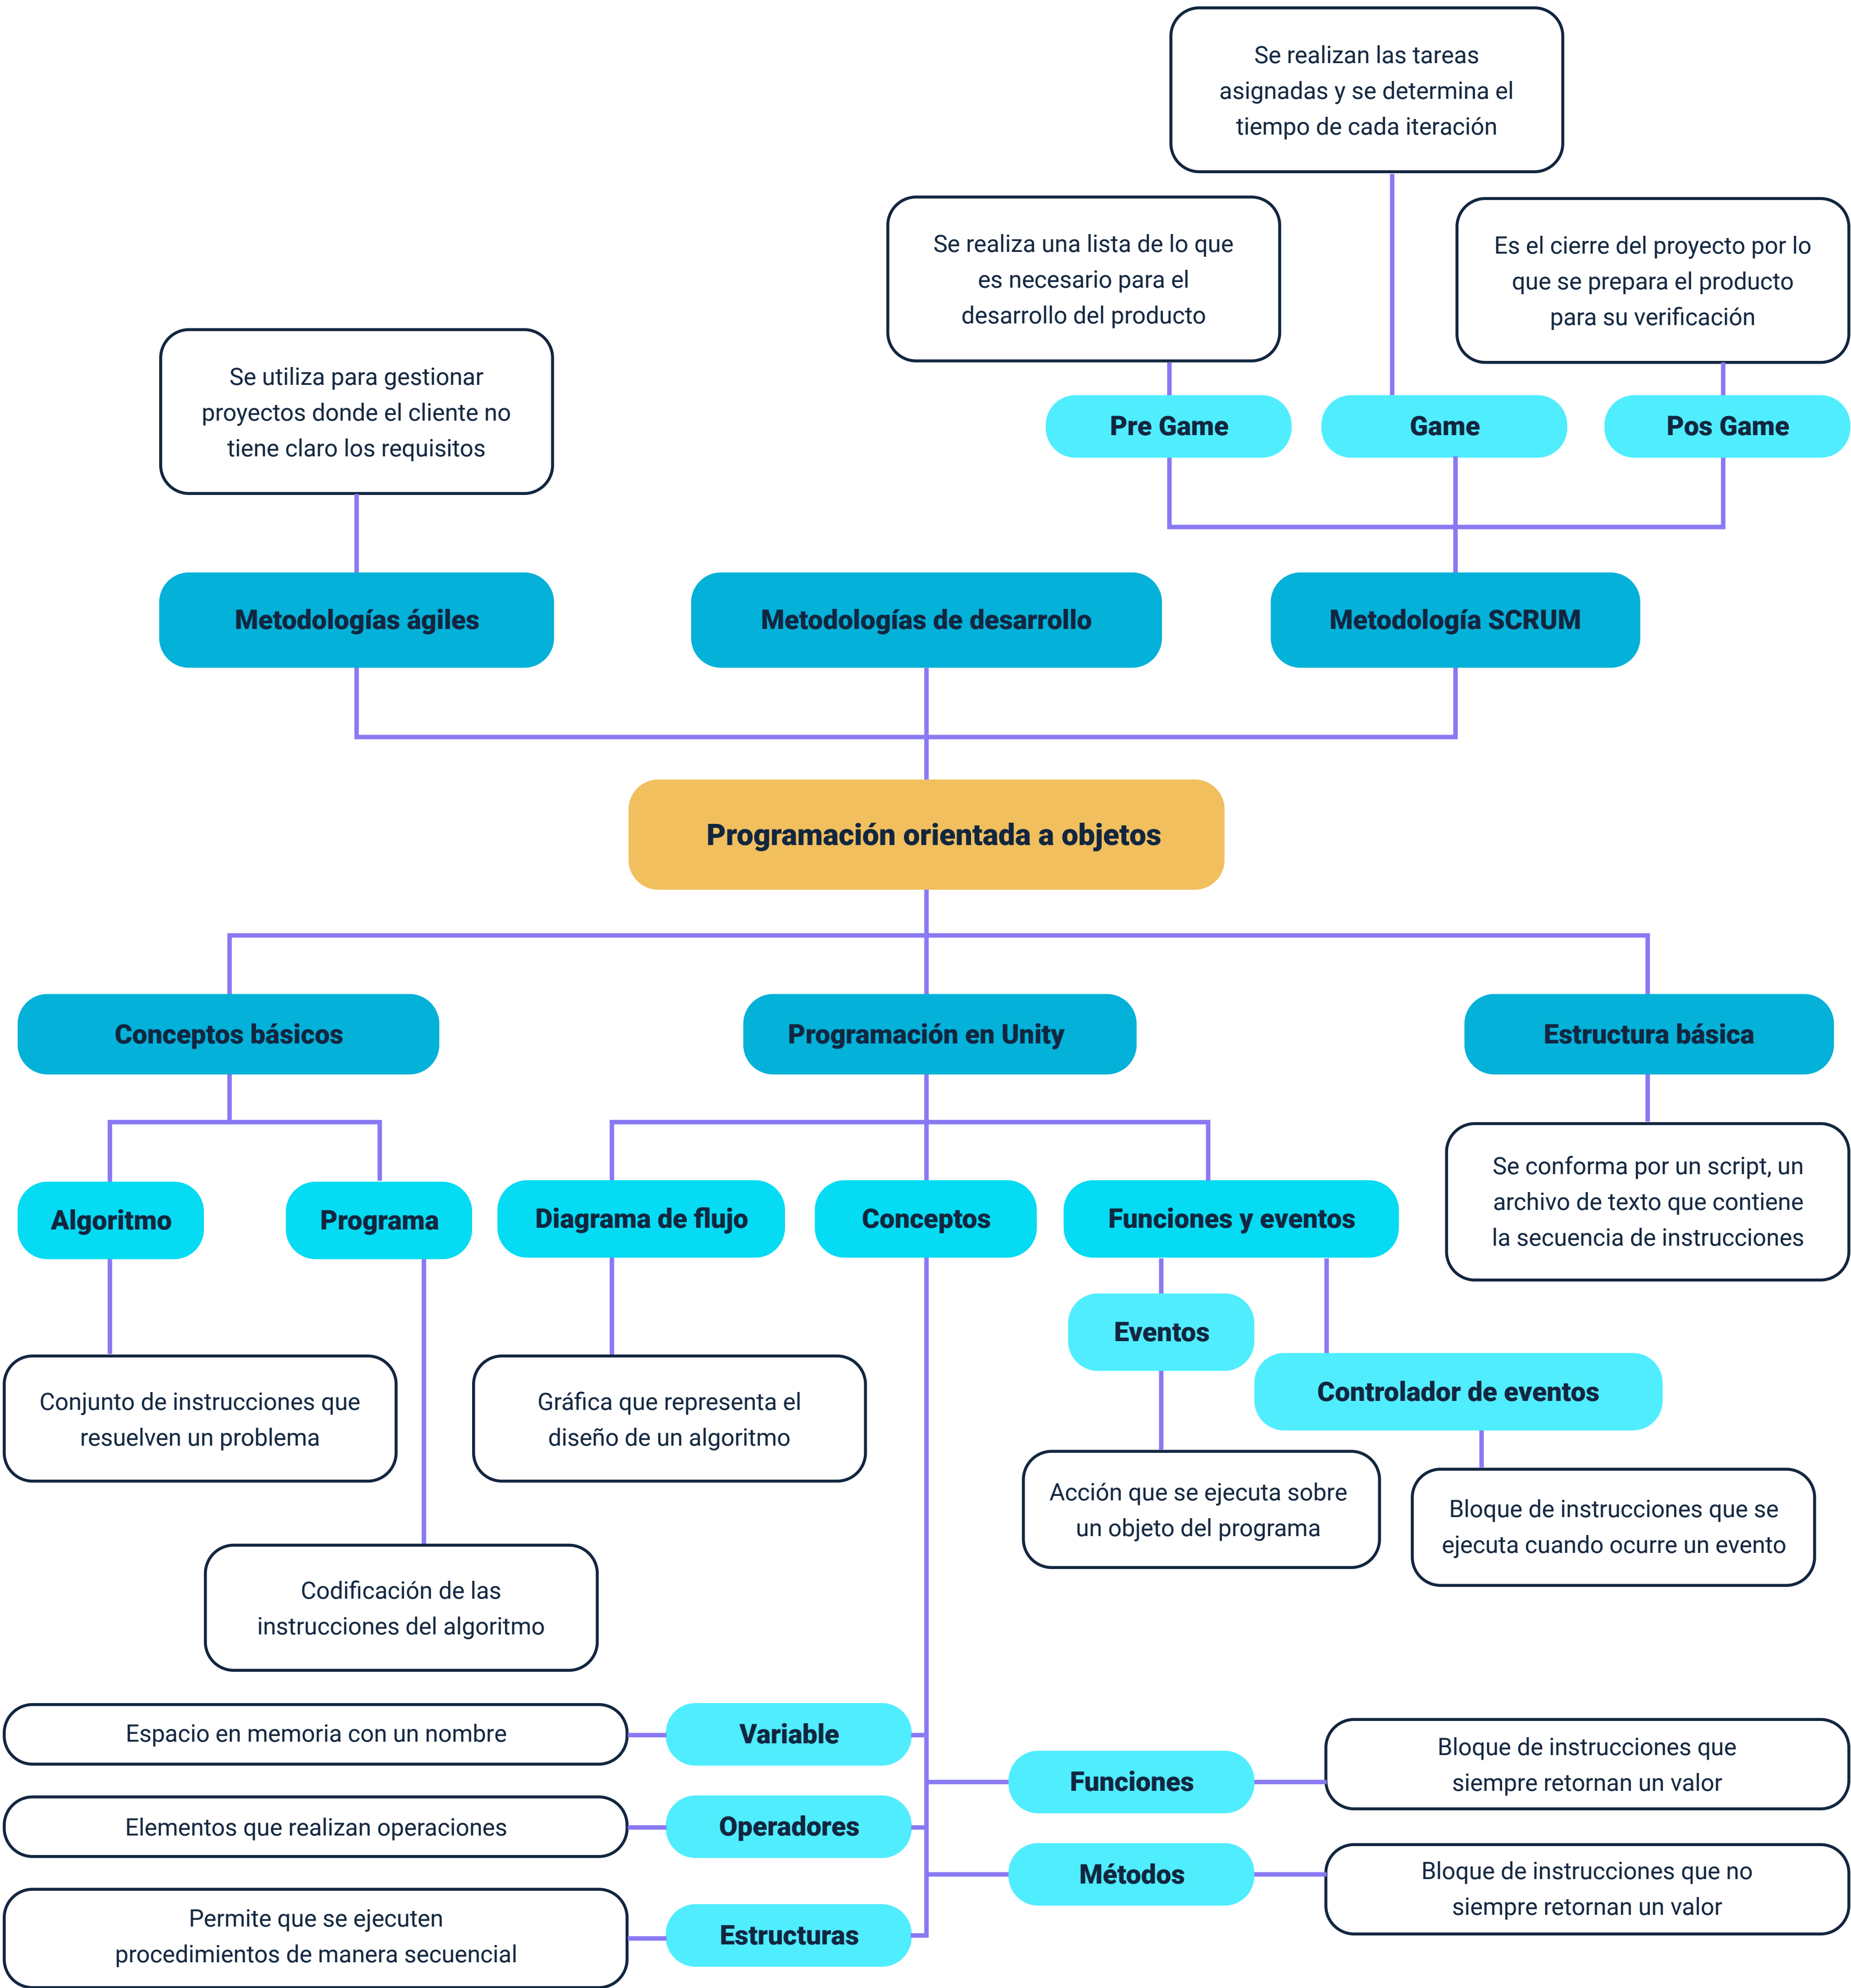 Se realizan las tareas
asignadas y se determina el
tiempo de cada iteración
Se realiza una lista de lo que
es necesario para el
desarrollo del producto
Es el cierre del proyecto por lo
que se prepara el producto
para su verificación
Se utiliza para gestionar
proyectos donde el cliente no
tiene claro los requisitos
Pre Game
Game
Pos Game
Metodologías ágiles
Metodologías de desarrollo
Metodología SCRUM
Programación orientada a objetos
Conceptos básicos
Programación en Unity
Estructura básica
Se conforma por un script, un
archivo de texto que contiene
la secuencia de instrucciones
Algoritmo
Programa
Diagrama de flujo
Conceptos
Funciones y eventos
Eventos
Controlador de eventos
Conjunto de instrucciones que
resuelven un problema
Gráfica que representa el
diseño de un algoritmo
Acción que se ejecuta sobre
un objeto del programa
Bloque de instrucciones que se
ejecuta cuando ocurre un evento
Codificación de las
instrucciones del algoritmo
Espacio en memoria con un nombre
Variable
Funciones
Bloque de instrucciones que
siempre retornan un valor
Elementos que realizan operaciones
Operadores
Métodos
Bloque de instrucciones que no
siempre retornan un valor
Permite que se ejecuten
procedimientos de manera secuencial
Estructuras